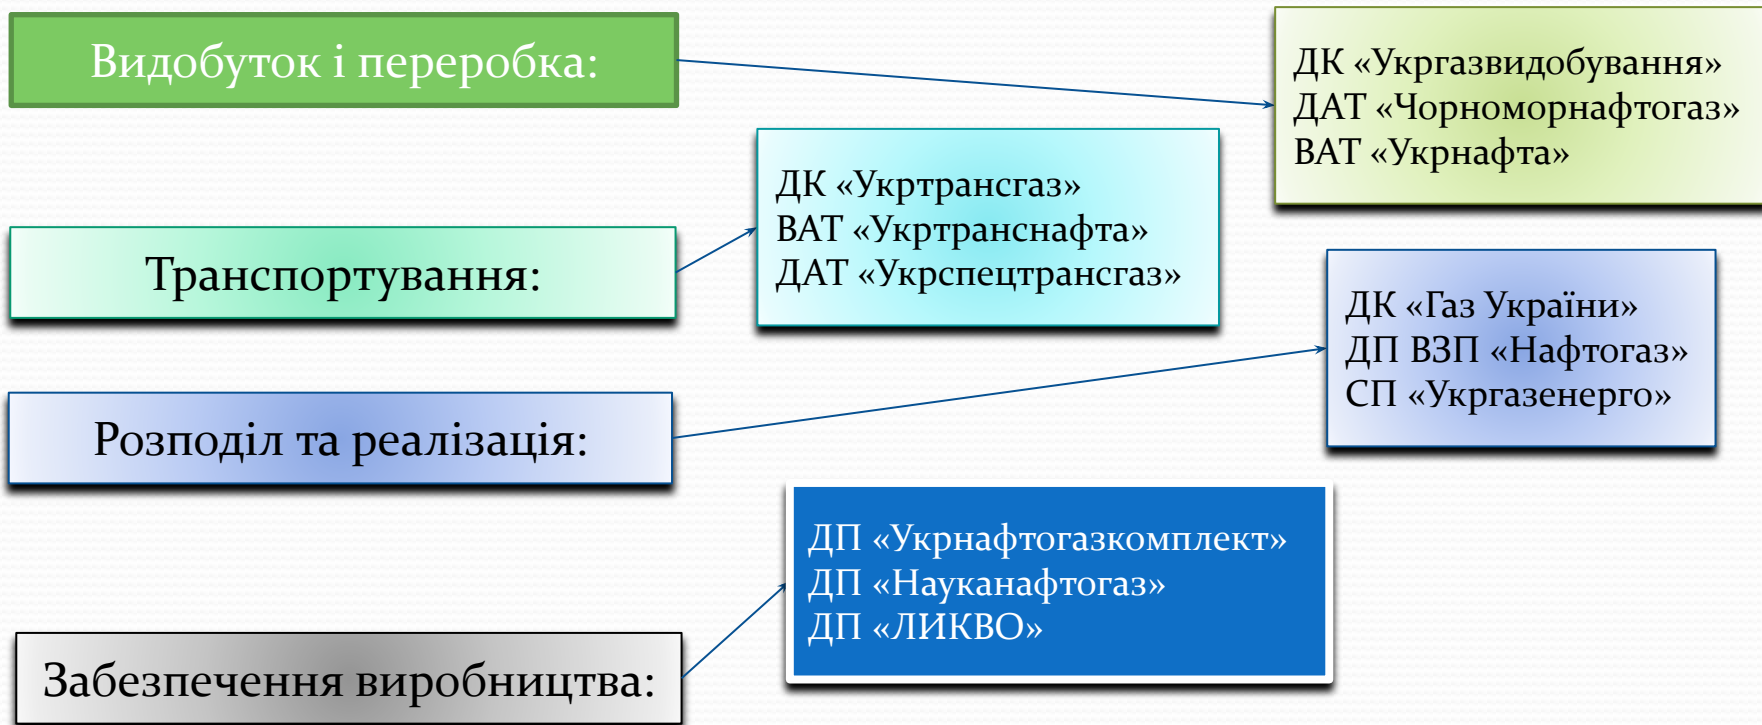 Видобуток і переробка:
ДК «Укргазвидобування»
ДАТ «Чорноморнафтогаз»
ВАТ «Укрнафта»
Транспортування:
ДК «Укртрансгаз»
ВАТ «Укртранснафта»
ДАТ «Укрспецтрансгаз»
Розподіл та реалізація:
ДК «Газ України»
ДП ВЗП «Нафтогаз»
СП «Укргазенерго»
Забезпечення виробництва:
ДП «Укрнафтогазкомплект»
ДП «Науканафтогаз»
ДП «ЛИКВО»